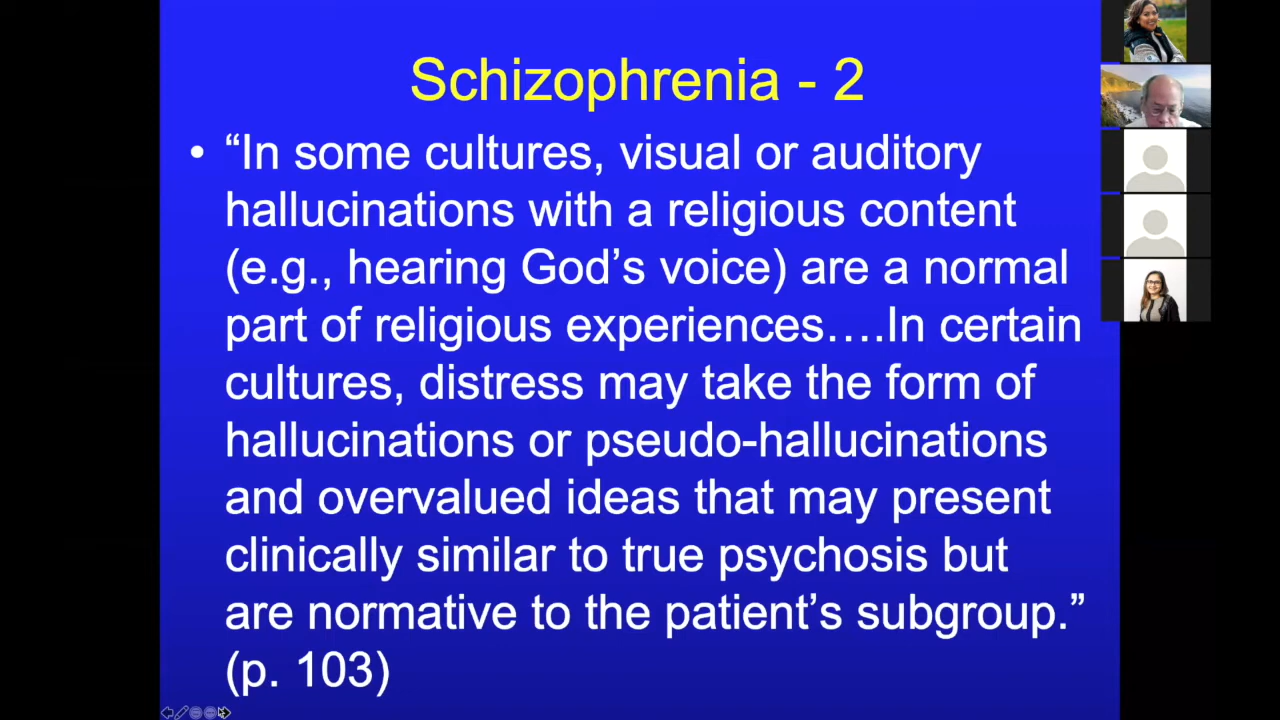 Schizophrenia - 2
• “In some cultures, visual or auditory
hallucinations with a religious content
(e.g., hearing God’s voice) are a normal
part of religious experiences….In certain
cultures, distress may take the form of
hallucinations or pseudo-hallucinations
and overvalued ideas that may present
clinically similar to true psychosis but
are normative to the patient’s subgroup.”
(p. 103)